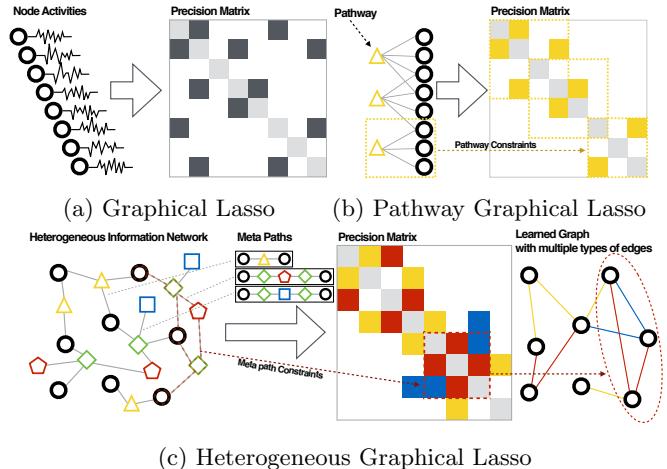 Node Activities
Precision Matrix
Pathway
Precision Matrix
Pathway Constraints
(a) Graphical Lasso
(b) Pathway Graphical Lasso
Heterogeneous Information Network
Meta Paths
Precision Matrix
Learned Graph
with multiple types of edges
Meta path Constraints
(c) Heterogeneous Graphical Lasso